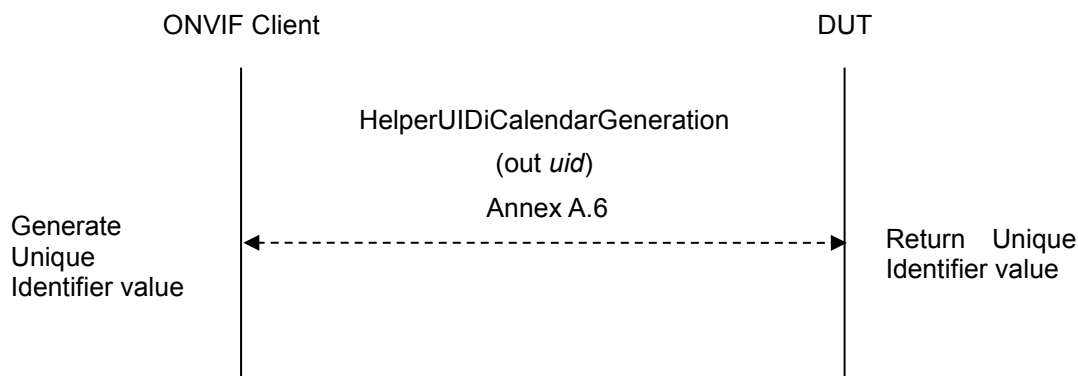 ONVIF Client
DUT
HelperUIDiCalendarGeneration
(out uid)
Annex A.6
Generate
Unique
Identifier value
Return Unique
Identifier value